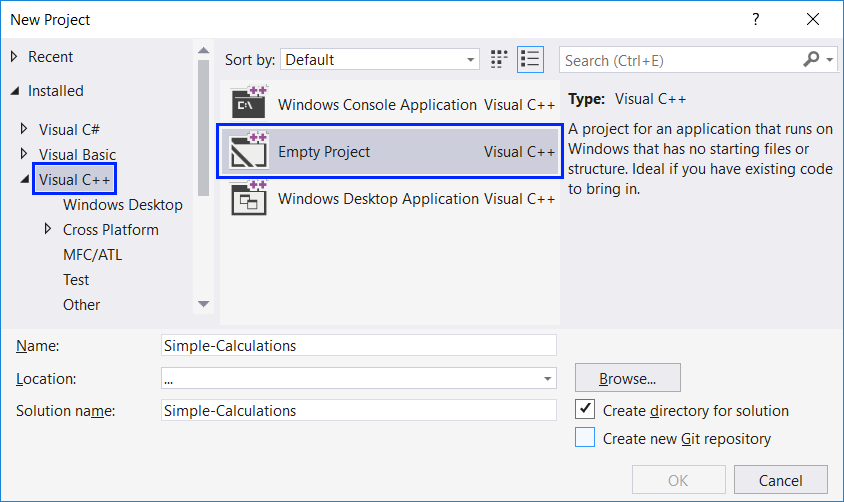 New Project
?
Recent
Installed
Visual C#
Visual Basic
Visual C++
Windows Desktop
Cross Platform
MFC/ATL
Test
Other
Sort by: Default
Windows Console Application Visual C++
Empty Project Visual C++
Windows Desktop Application Visual C++
Search (Ctrl+E)
Type: Visual C++
A project for an application that runs on
Windows that has no starting files or
structure. Ideal if you have existing code
to bring in.
Name: Simple-Calculations
Location: ...
Browse...
Solution name: Simple-Calculations
Create directory for solution
Create new Git repository
OK
Cancel